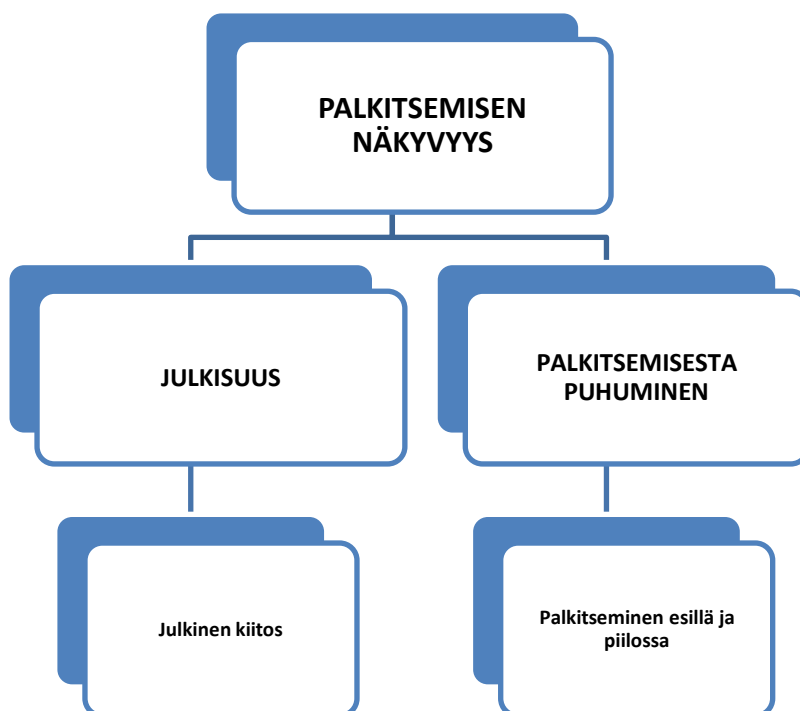 PALKITSEMISEN
NÄKYVYYS
JULKISUUS
PALKITSEMISESTA
PUHUMINEN
Julkinen kiitos
Palkitseminen esillä ja
piilossa